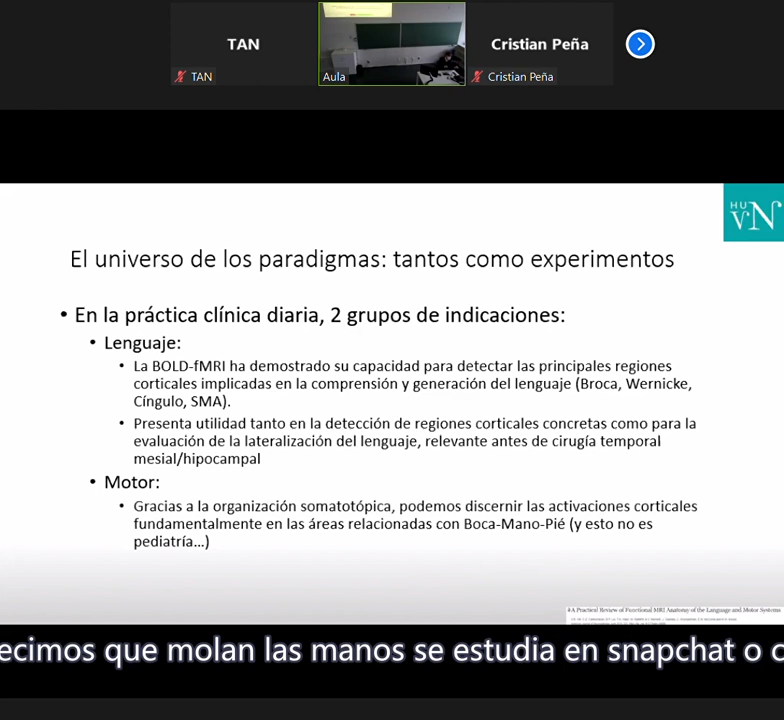 TAN
Cristian Peña
TAN
Aula
Cristian Peña
HU
VN
El universo de los paradigmas: tantos como experimentos
• En la práctica clínica diaria, 2 grupos de indicaciones:
• Lenguaje:
• La BOLD-fMRI ha demostrado su capacidad para detectar las principales regiones
corticales implicadas en la comprensión y generación del lenguaje (Broca, Wernicke,
Cíngulo, SMA).
• Presenta utilidad tanto en la detección de regiones corticales concretas como para la
evaluación de la lateralización del lenguaje, relevante antes de cirugía temporal
mesial/hipocampal
• Motor:
• Gracias a la organización somatotópica, podemos discernir las activaciones corticales
fundamentalmente en las áreas relacionadas con Boca-Mano-Pié (y esto no es
pediatría...)
A Practical Review of Functional MRI Anatomy of the Language and Motor Systems
ecimos que molan las manos se estudia en snapchat o